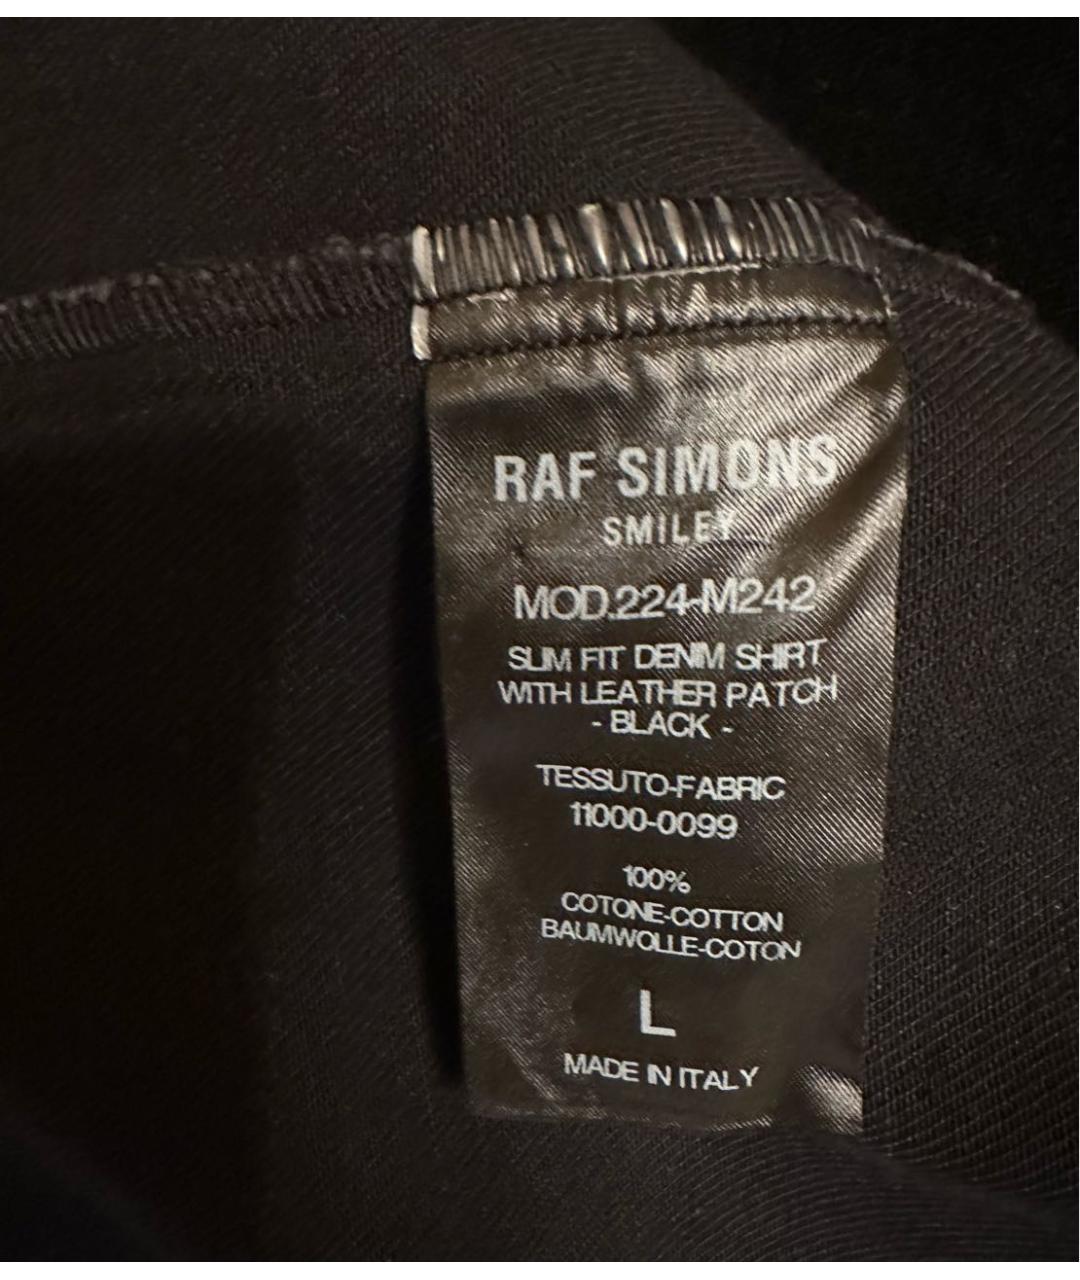 RAF SIMONS
SMILEY
MOD.224-M242
SLIM FIT DENIM SHIRT
WITH LEATHER PATCH
- BLACK -
TESSUTO-FABRIC
11000-0099
100%
COTONE-COTTON
BAUMWOLLE-COTON
L
MADE IN ITALY